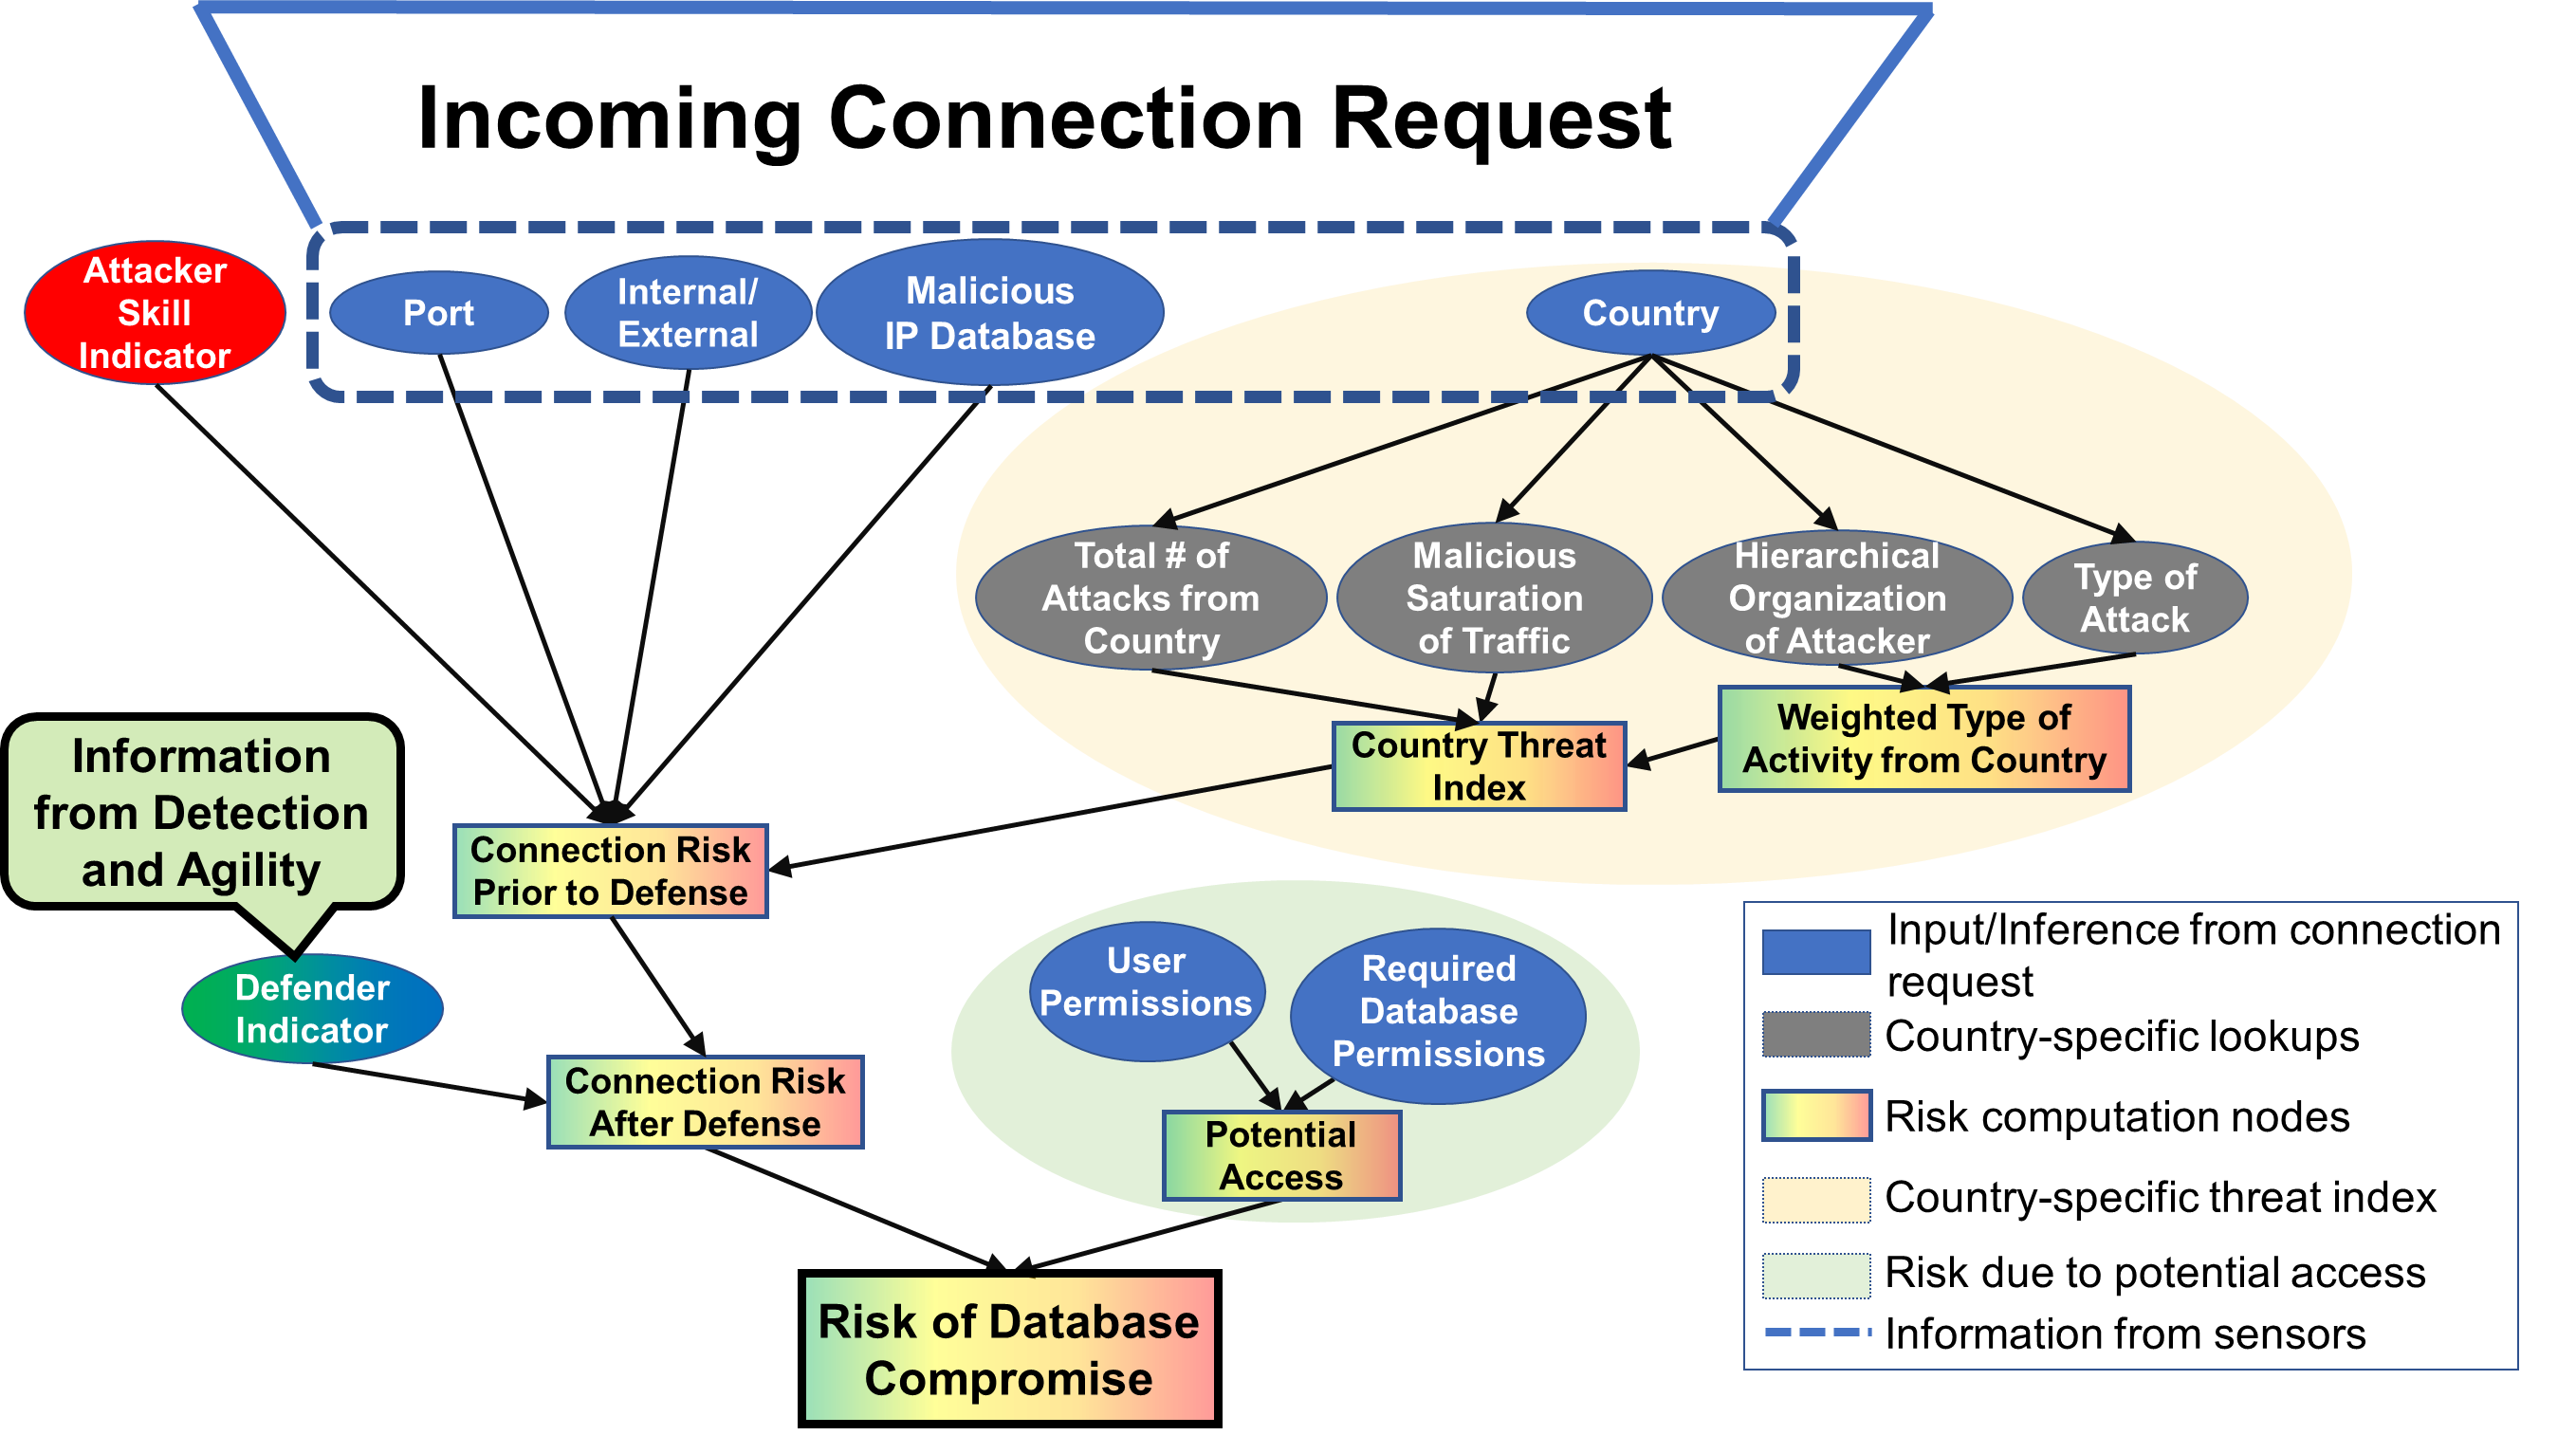 Incoming Connection Request
Attacker
Skill
Indicator
Port
Internal/
External
Malicious
IP Database
Country
Total # of
Attacks from
Country
Malicious
Saturation
of Traffic
Hierarchical
Organization
of Attacker
Type of
Attack
Weighted Type of
Activity from Country
Country Threat
Index
Information
from Detection
and Agility
Connection Risk
Prior to Defense
Defender
Indicator
User
Permissions
Required
Database
Permissions
Connection Risk
After Defense
Potential
Access
Risk of Database
Compromise
Input/Inference from connection
request
Country-specific lookups
Risk computation nodes
Country-specific threat index
Risk due to potential access
Information from sensors